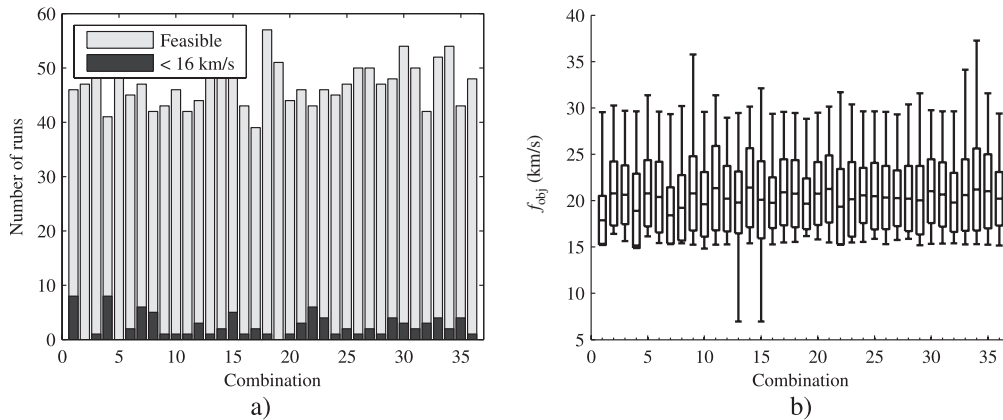 60
50
40
30
20
10
0
Number of runs
Feasible
< 16 km/s
0 5 10 15 20 25 30 35
Combination
a)
40
35
30
25
20
15
10
5
f_obj (km/s)
0 5 10 15 20 25 30 35
Combination
b)